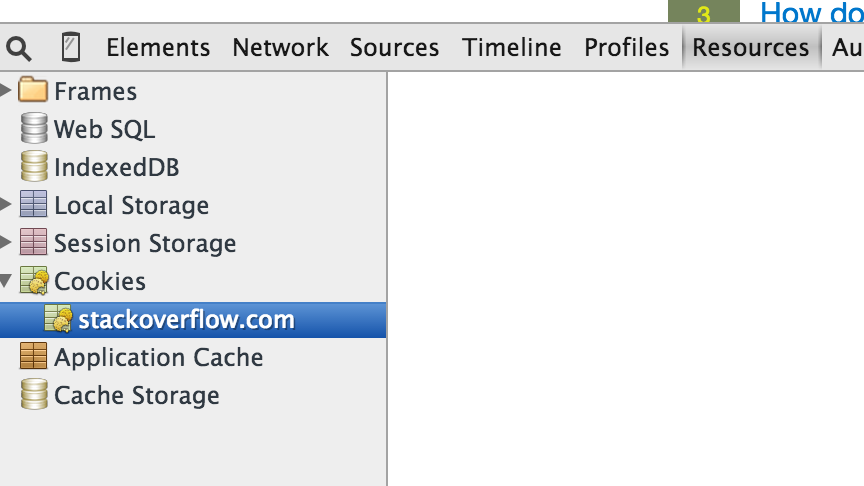 3 How do
Elements Network Sources Timeline Profiles Resources Au
Frames
Web SQL
IndexedDB
Local Storage
Session Storage
Cookies
stackoverflow.com
Application Cache
Cache Storage